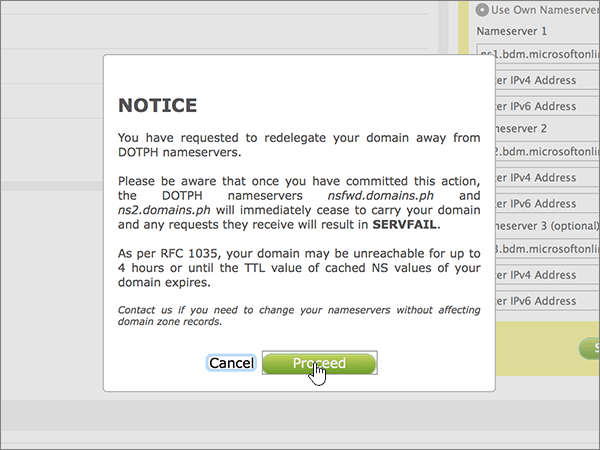 Use Own Nameserver
Nameserver 1
ns1.bdm.microsoftonlin
er IPv4 Address
er IPv6 Address
meserver 2
2.bdm.microsoftonlin
er IPv4 Address
er IPv6 Address
meserver 3 (optional)
3.bdm.microsoftonlin
er IPv4 Address
er IPv6 Address
S
NOTICE
You have requested to redelegate your domain away from
DOTPH nameservers.
Please be aware that once you have committed this action,
the DOTPH nameservers nsfwd.domains.ph and
ns2.domains.ph will immediately cease to carry your domain
and any requests they receive will result in SERVFAIL.
As per RFC 1035, your domain may be unreachable for up to
4 hours or until the TTL value of cached NS values of your
domain expires.
Contact us if you need to change your nameservers without affecting
domain zone records.
Cancel Proceed